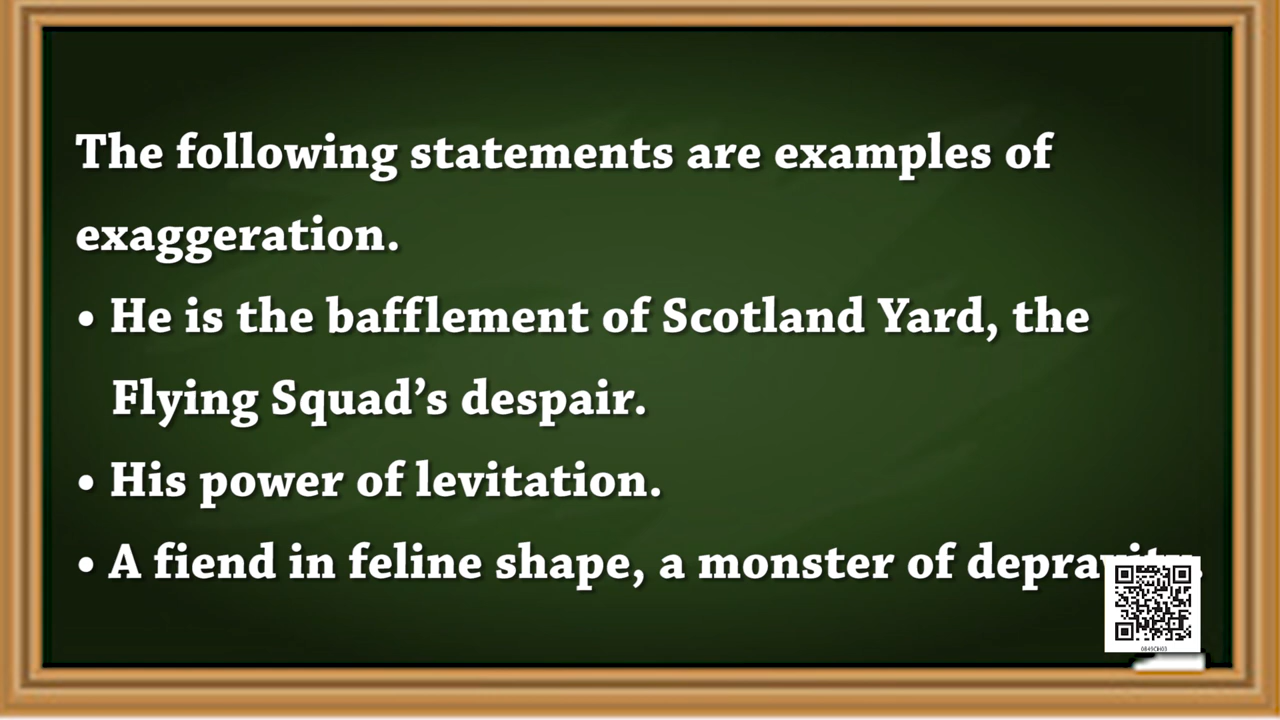 The following statements are examples of
exaggeration.
• He is the bafflement of Scotland Yard, the
Flying Squad’s despair.
• His power of levitation.
• A fiend in feline shape, a monster of depravity.